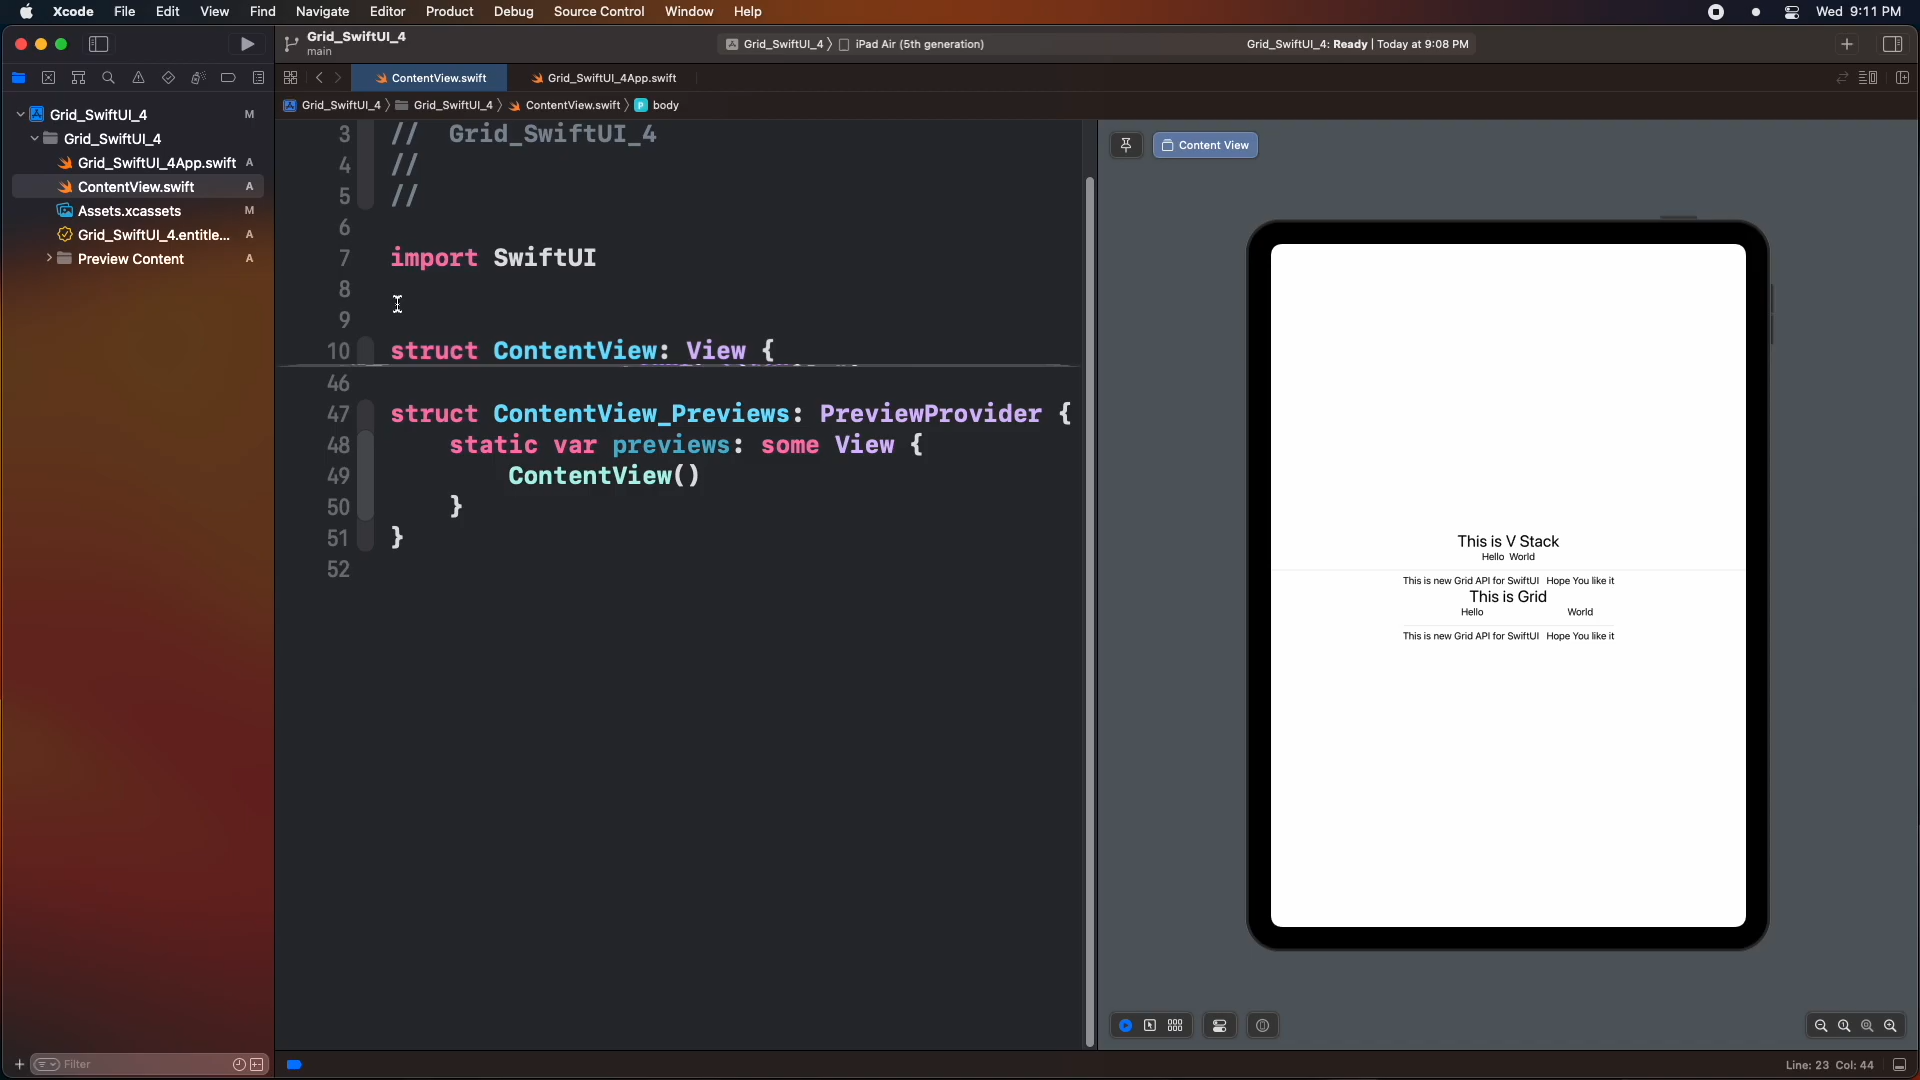 Xcode File Edit View Find Navigate Editor Product Debug Source Control Window Help Wed 9:11 PM
Grid_SwiftUI_4
main
Grid_SwiftUI_4 iPad Air (5th generation) Grid_SwiftUI_4: Ready | Today at 9:08 PM
ContentView.swift Grid_SwiftUI_4App.swift
Grid_SwiftUI_4 Grid_SwiftUI_4 ContentView.swift body
Grid_SwiftUI_4 M
Grid_SwiftUI_4
Grid_SwiftUI_4App.swift A
ContentView.swift A
Assets.xcassets M
Grid_SwiftUI_4.entitle... A
Preview Content A
Filter
3 // Grid_SwiftUI_4
4 //
5 //
6
7 import SwiftUI
8
9
10 struct ContentView: View {
46
47 struct ContentView_Previews: PreviewProvider {
48 static var previews: some View {
49 ContentView()
50 }
51 }
52
Content View
This is V Stack
Hello World
This is new Grid API for SwiftUI Hope You like it
This is Grid
Hello World
This is new Grid API for SwiftUI Hope You like it
Line: 23 Col: 44